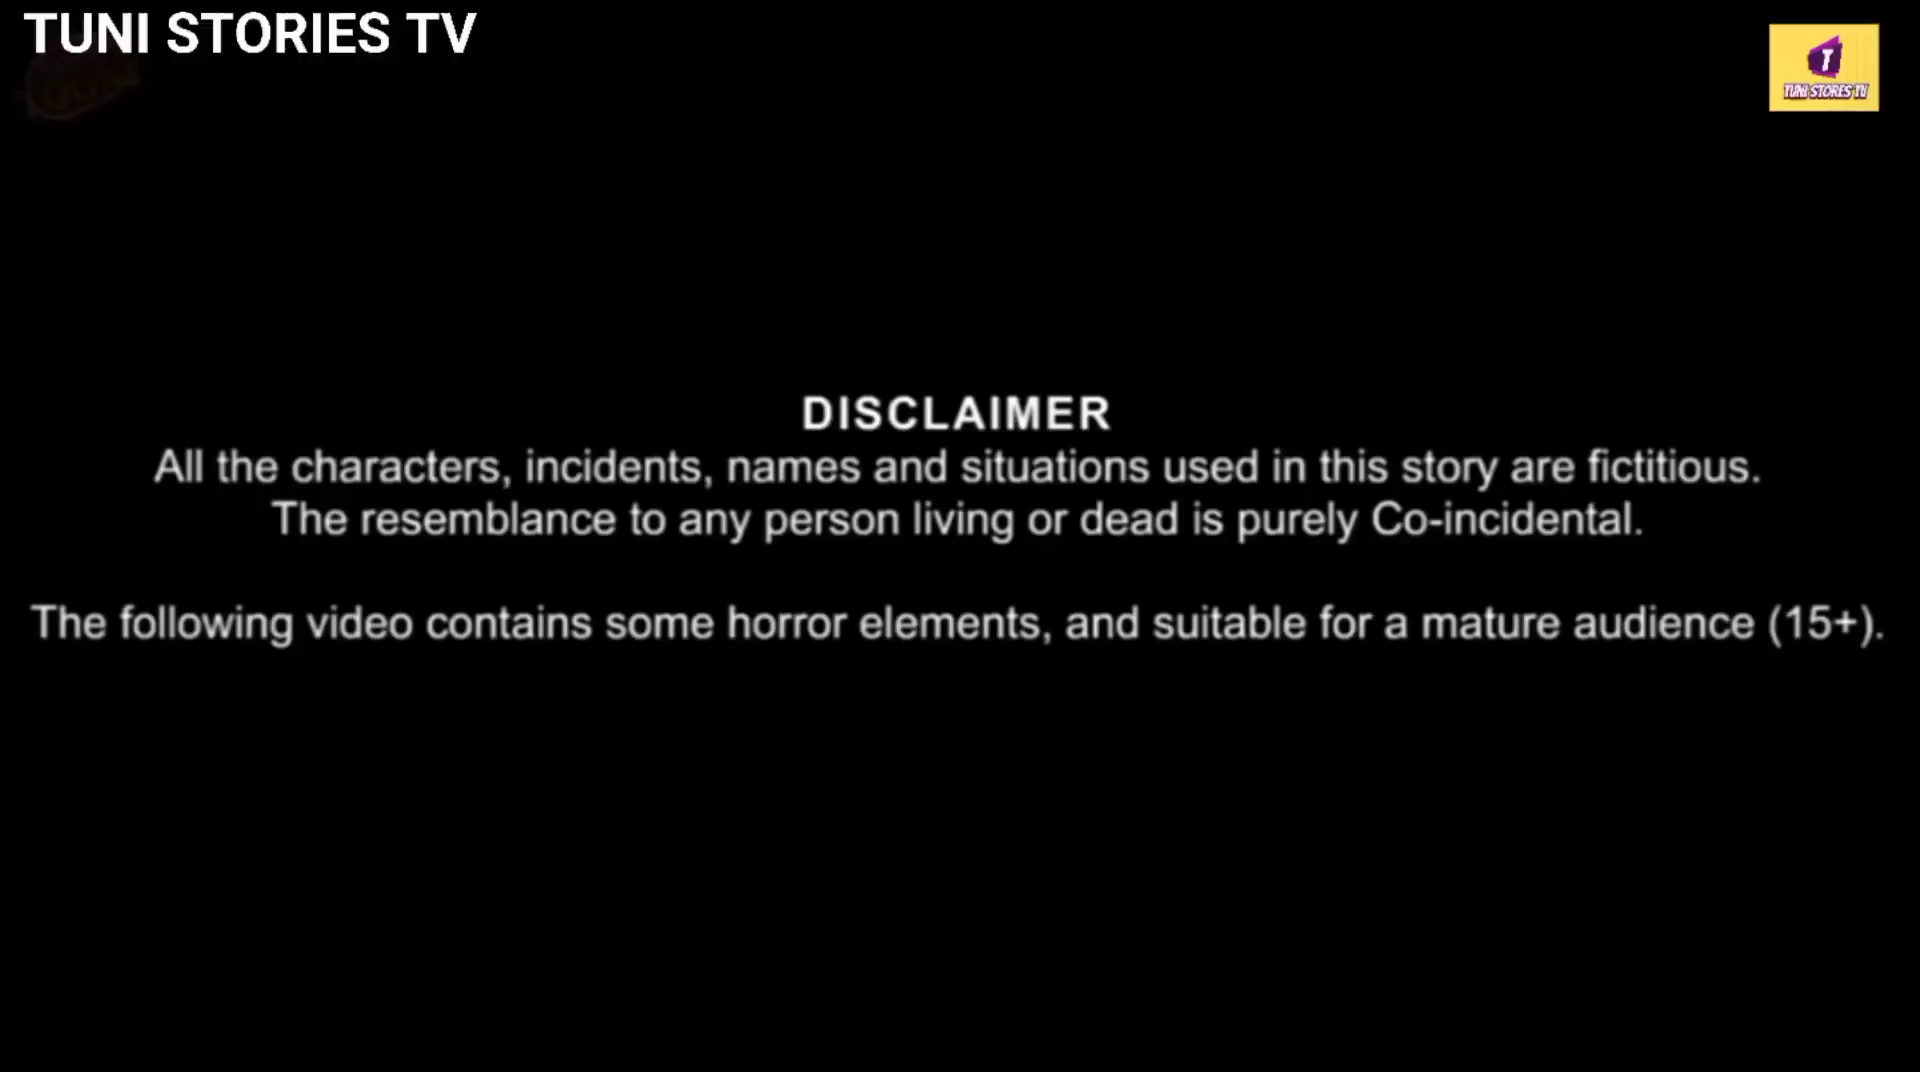 TUNI STORIES TV
T
TUNI STORES TV
DISCLAIMER
All the characters, incidents, names and situations used in this story are fictitious.
The resemblance to any person living or dead is purely Co-incidental.
The following video contains some horror elements, and suitable for a mature audience (15+).